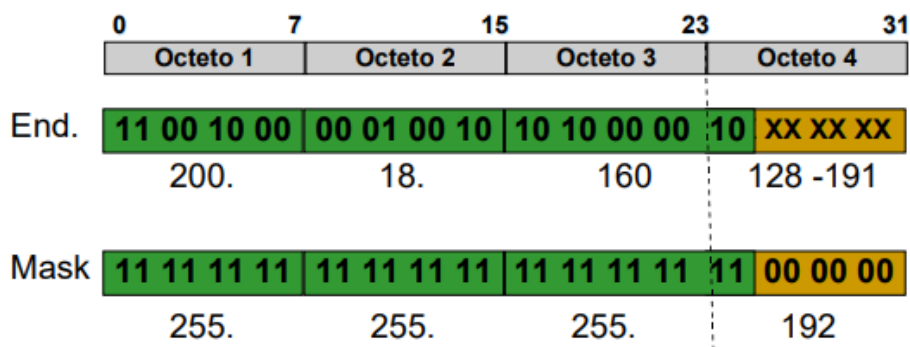 0 7 15 23 31
Octeto 1 Octeto 2 Octeto 3 Octeto 4
End. 11 00 10 00 00 01 00 10 10 10 00 00 10 XX XX XX
200. 18. 160 128 -191
Mask 11 11 11 11 11 11 11 11 11 11 11 11 11 00 00 00
255. 255. 255. 192